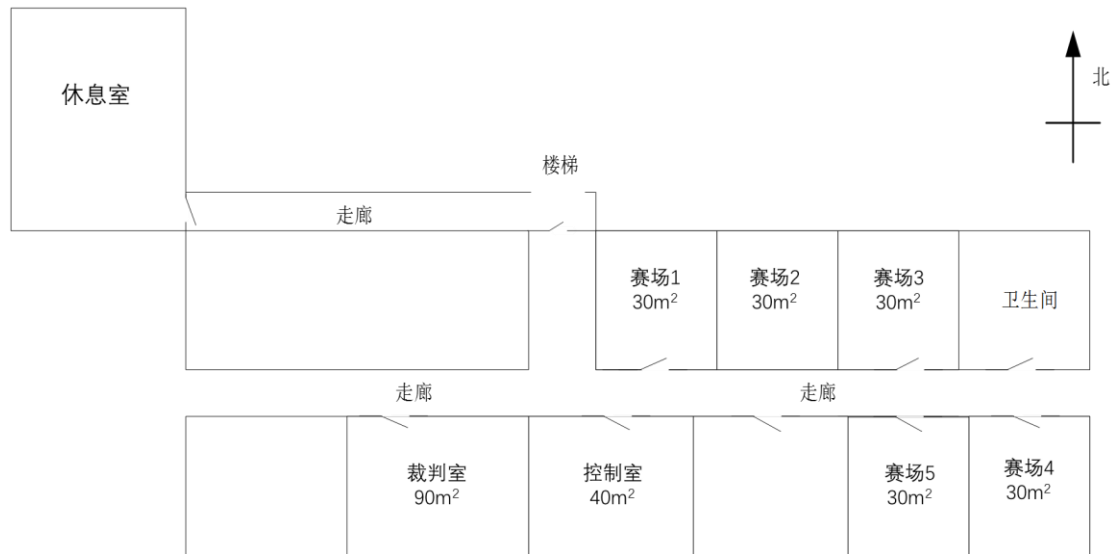 休息室
北
楼梯
走廊
赛场1
30m²
赛场2
30m²
赛场3
30m²
卫生间
走廊
走廊
裁判室
90m²
控制室
40m²
赛场5
30m²
赛场4
30m²